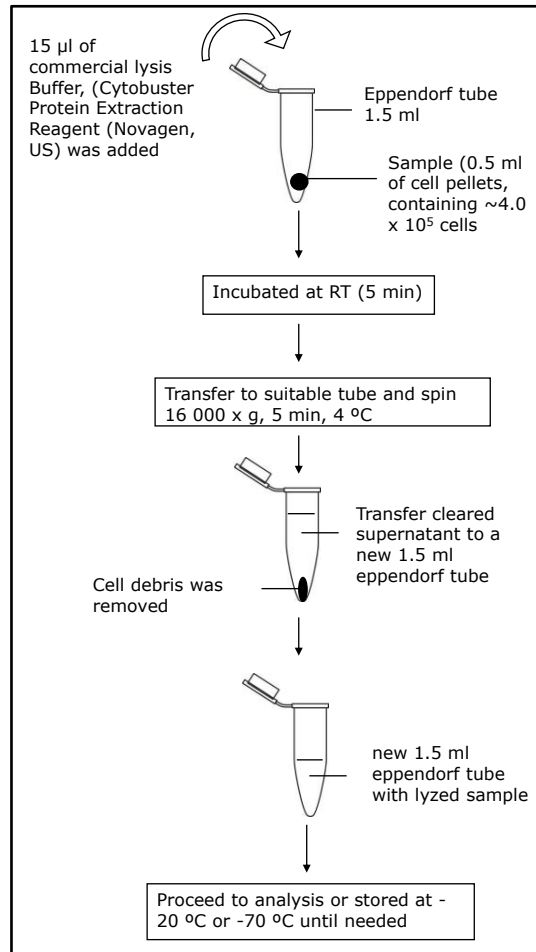 15 µl of
commercial lysis
Buffer, (Cytobuster
Protein Extraction
Reagent (Novagen,
US) was added
Eppendorf tube
1.5 ml
Sample (0.5 ml
of cell pellets,
containing ~4.0
x 10⁵ cells
Incubated at RT (5 min)
Transfer to suitable tube and spin
16 000 x g, 5 min, 4 ºC
Transfer cleared
supernatant to a
new 1.5 ml
eppendorf tube
Cell debris was
removed
new 1.5 ml
eppendorf tube
with lyzed sample
Proceed to analysis or stored at -
20 ºC or -70 ºC until needed